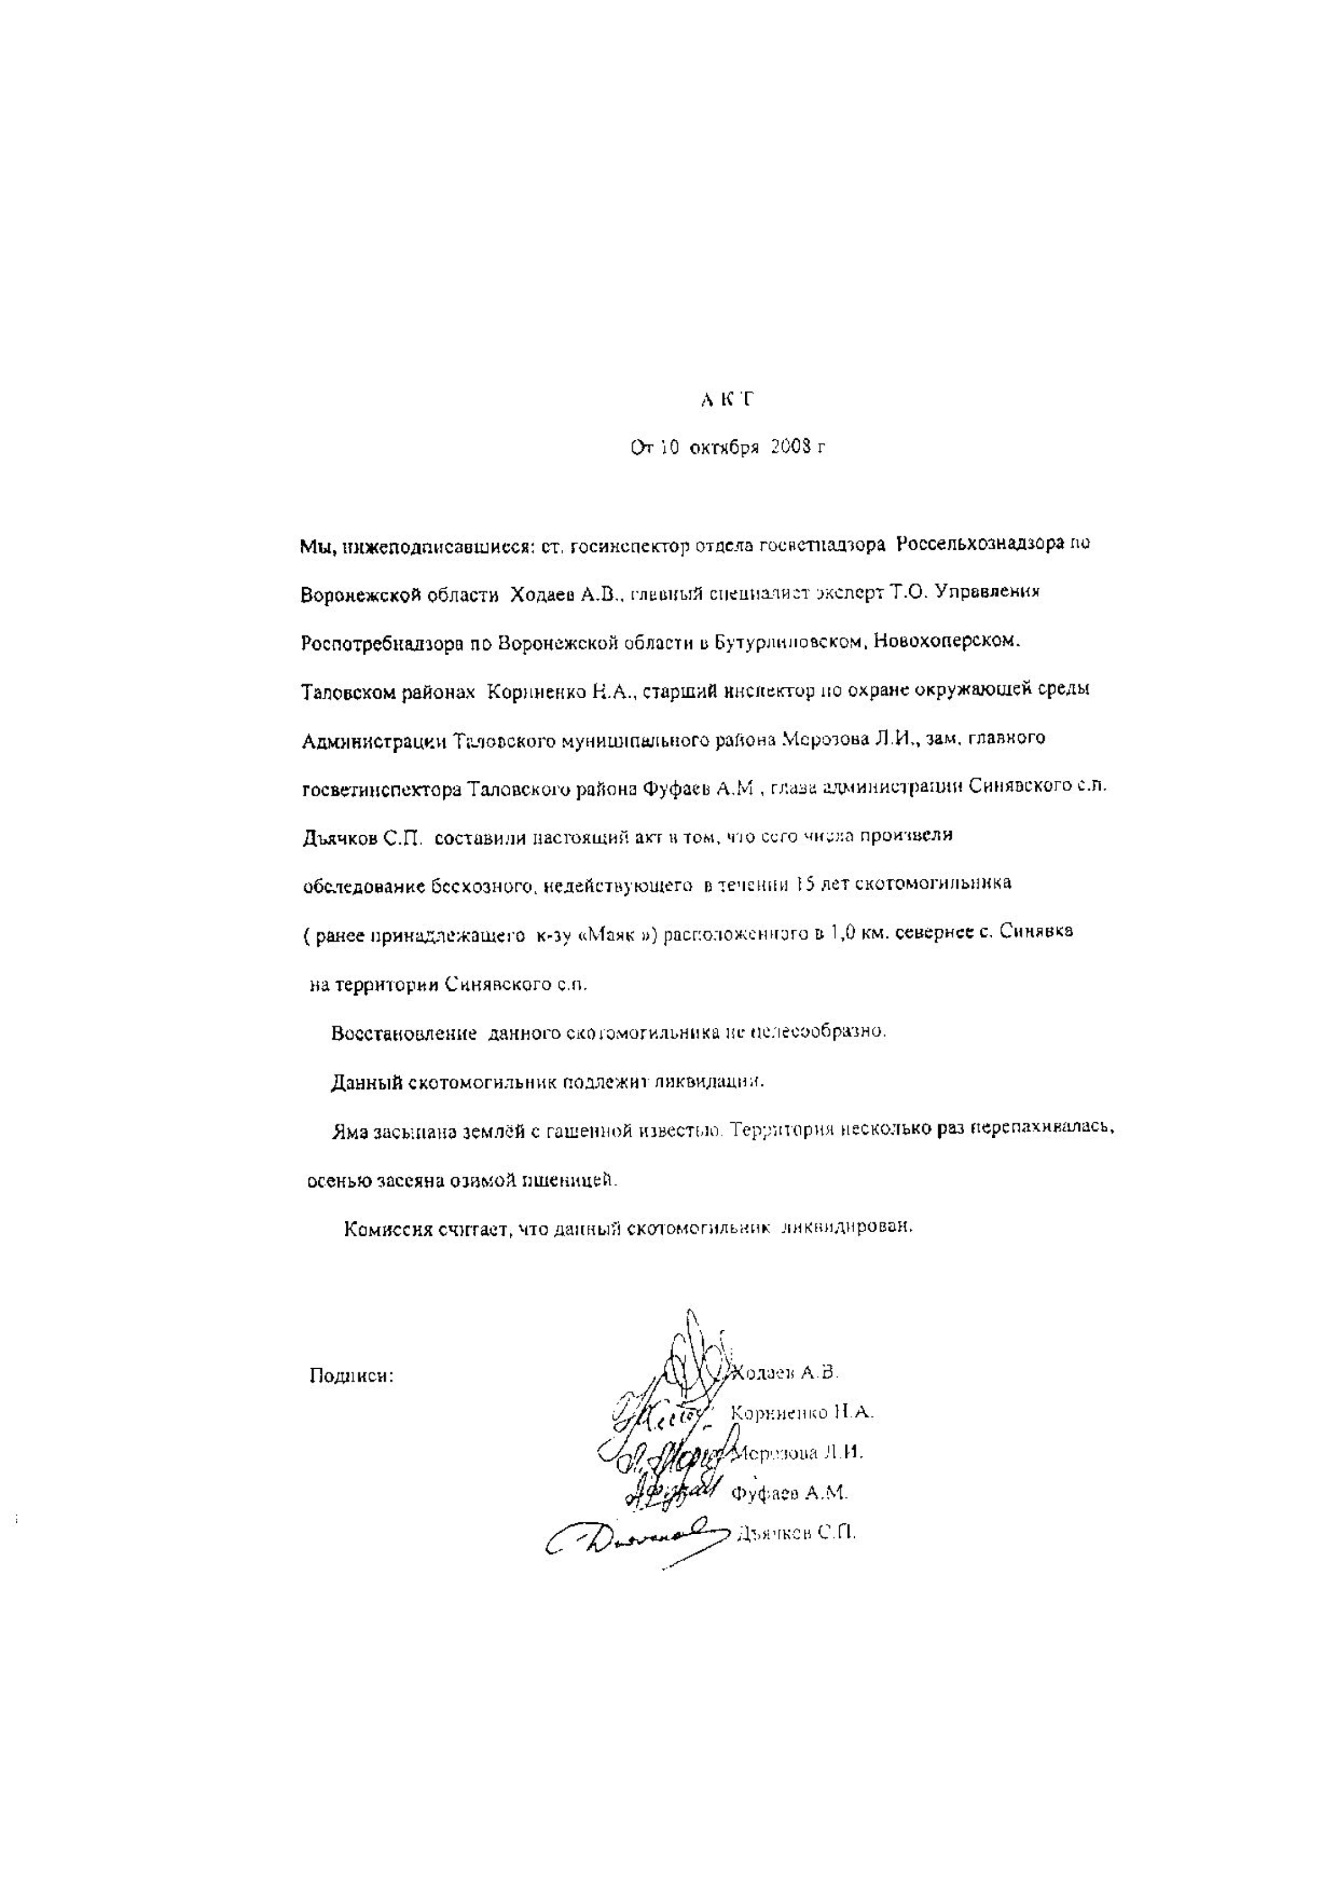 А К Т
От 10 октября 2008 г
Мы, нижеподписавшиеся: ст. госинспектор отдела госветнадзора Россельхознадзора по
Воронежской области Ходаев А.В., главный специалист эксперт Т.О. Управления
Роспотребнадзора по Воронежской области в Бутурлиновском, Новохоперском.
Таловском районах Корниенко Н.А., старший инспектор по охране окружающей среды
Администрации Таловского муниципального района Морозова Л.И., зам. главного
госветинспектора Таловского района Фуфаев А.М , глава администрации Синявского с.п.
Дъячков С.П. составили настоящий акт в том, что сего числа произвели
обследование бесхозного, недействующего в течении 15 лет скотомогильника
( ранее принадлежащего к-зу «Маяк ») расположенного в 1,0 км. севернее с. Синявка
на территории Синявского с.п.
Восстановление данного скотомогильника не целесообразно.
Данный скотомогильник подлежит ликвидации.
Яма засыпана землёй с гашенной известью. Территория несколько раз перепахивалась,
осенью засеяна озимой пшеницей.
Комиссия считает, что данный скотомогильник ликвидирован.
Подписи:
Ходаев А.В.
Корниенко Н.А.
Морозова Л.И.
Фуфаев А.М.
Дъячков С.П.